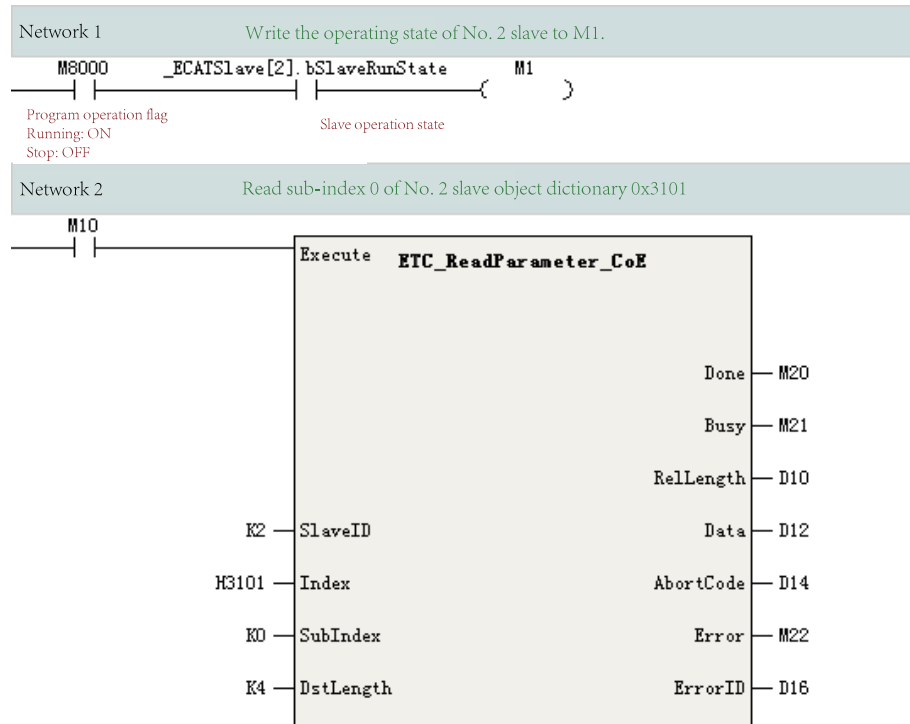 Network 1
Write the operating state of No. 2 slave to M1.
M8000
_ECATSlave[2].bSlaveRunState
M1
Program operation flag
Running: ON
Stop: OFF
Slave operation state
Network 2
Read sub-index 0 of No. 2 slave object dictionary 0x3101
M10
Execute
ETC_ReadParameter_CoE
Done
M20
Busy
M21
RelLength
D10
K2
SlaveID
Data
D12
H3101
Index
AbortCode
D14
K0
SubIndex
Error
M22
K4
DstLength
ErrorID
D16